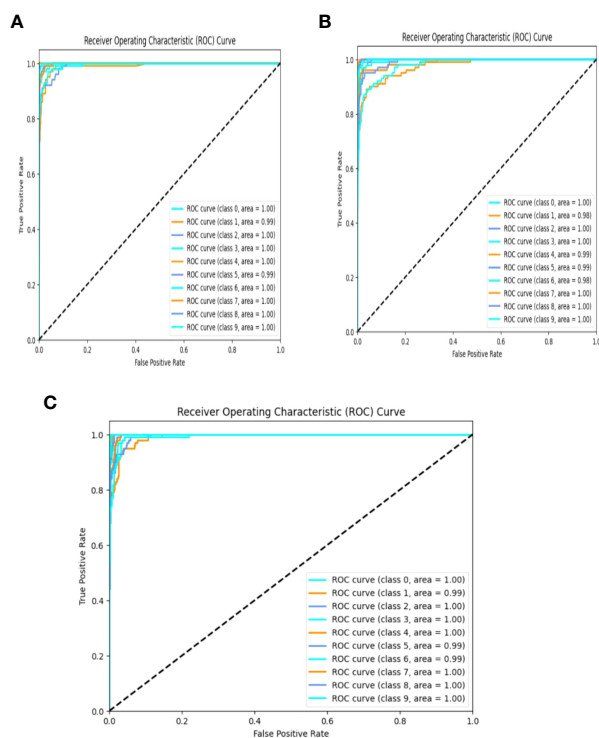 A
Receiver Operating Characteristic (ROC) Curve
1.0
0.8
0.6
0.4
0.2
0.0
True Positive Rate
ROC curve (class 0, area = 1.00)
ROC curve (class 1, area = 0.99)
ROC curve (class 2, area = 1.00)
ROC curve (class 3, area = 1.00)
ROC curve (class 4, area = 1.00)
ROC curve (class 5, area = 0.99)
ROC curve (class 6, area = 1.00)
ROC curve (class 7, area = 1.00)
ROC curve (class 8, area = 1.00)
ROC curve (class 9, area = 1.00)
0.0 0.2 0.4 0.6 0.8 1.0
False Positive Rate
B
Receiver Operating Characteristic (ROC) Curve
1.0
0.8
0.6
0.4
0.2
0.0
True Positive Rate
ROC curve (class 0, area = 1.00)
ROC curve (class 1, area = 0.98)
ROC curve (class 2, area = 1.00)
ROC curve (class 3, area = 1.00)
ROC curve (class 4, area = 0.99)
ROC curve (class 5, area = 0.99)
ROC curve (class 6, area = 0.98)
ROC curve (class 7, area = 1.00)
ROC curve (class 8, area = 1.00)
ROC curve (class 9, area = 1.00)
0.0 0.2 0.4 0.6 0.8 1.0
False Positive Rate
C
Receiver Operating Characteristic (ROC) Curve
1.0
0.8
0.6
0.4
0.2
0.0
True Positive Rate
ROC curve (class 0, area = 1.00)
ROC curve (class 1, area = 0.99)
ROC curve (class 2, area = 1.00)
ROC curve (class 3, area = 1.00)
ROC curve (class 4, area = 1.00)
ROC curve (class 5, area = 0.99)
ROC curve (class 6, area = 0.99)
ROC curve (class 7, area = 1.00)
ROC curve (class 8, area = 1.00)
ROC curve (class 9, area = 1.00)
0.0 0.2 0.4 0.6 0.8 1.0
False Positive Rate